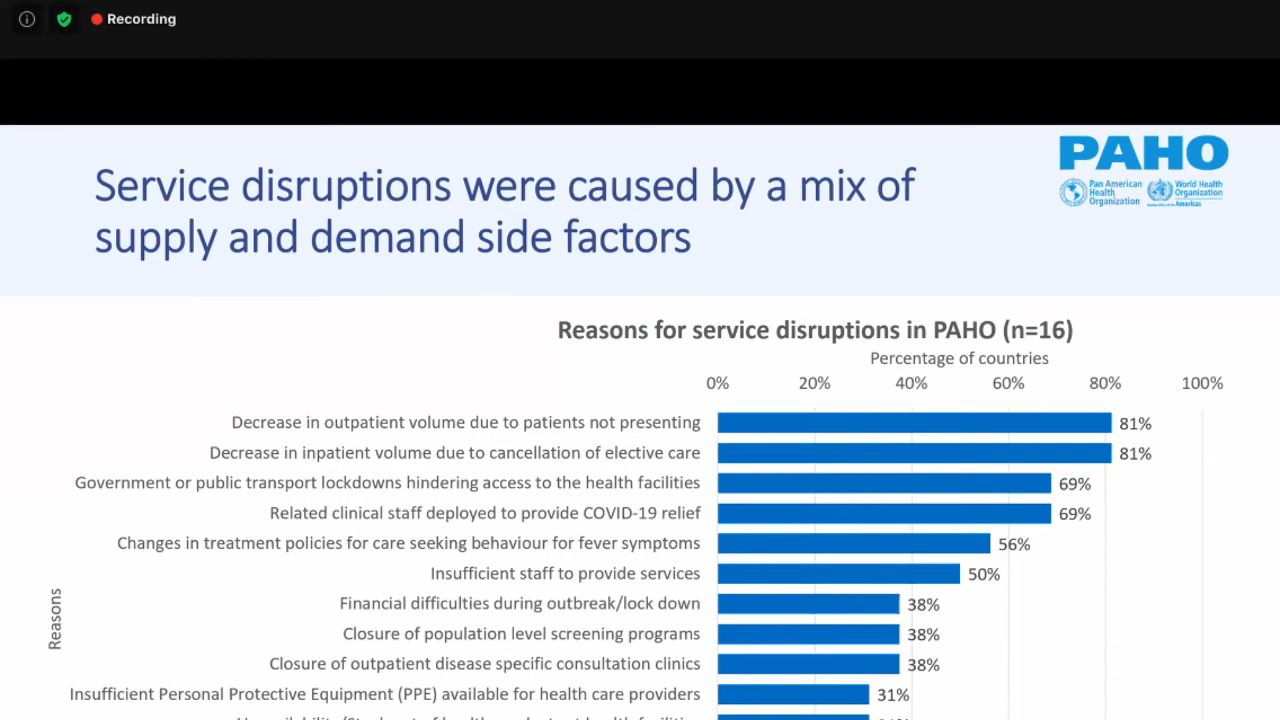 Recording
PAHO
Pan American
Health
Organization
World Health
Organization
Americas
Service disruptions were caused by a mix of
supply and demand side factors
Reasons for service disruptions in PAHO (n=16)
Percentage of countries
0% 20% 40% 60% 80% 100%
Decrease in outpatient volume due to patients not presenting 81%
Decrease in inpatient volume due to cancellation of elective care 81%
Government or public transport lockdowns hindering access to the health facilities 69%
Related clinical staff deployed to provide COVID-19 relief 69%
Changes in treatment policies for care seeking behaviour for fever symptoms 56%
Insufficient staff to provide services 50%
Financial difficulties during outbreak/lock down 38%
Closure of population level screening programs 38%
Closure of outpatient disease specific consultation clinics 38%
Insufficient Personal Protective Equipment (PPE) available for health care providers 31%
Reasons